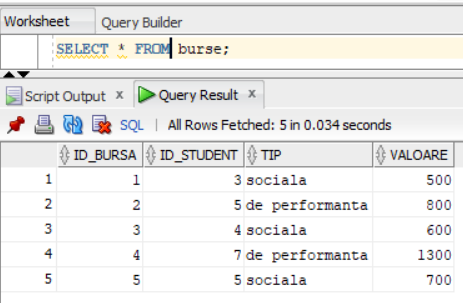 Worksheet Query Builder
SELECT * FROM burse;
Script Output x Query Result x
SQL | All Rows Fetched: 5 in 0.034 seconds
ID_BURSA ID_STUDENT TIP VALOARE
1 1 3 sociala 500
2 2 5 de performanta 800
3 3 4 sociala 600
4 4 7 de performanta 1300
5 5 5 sociala 700